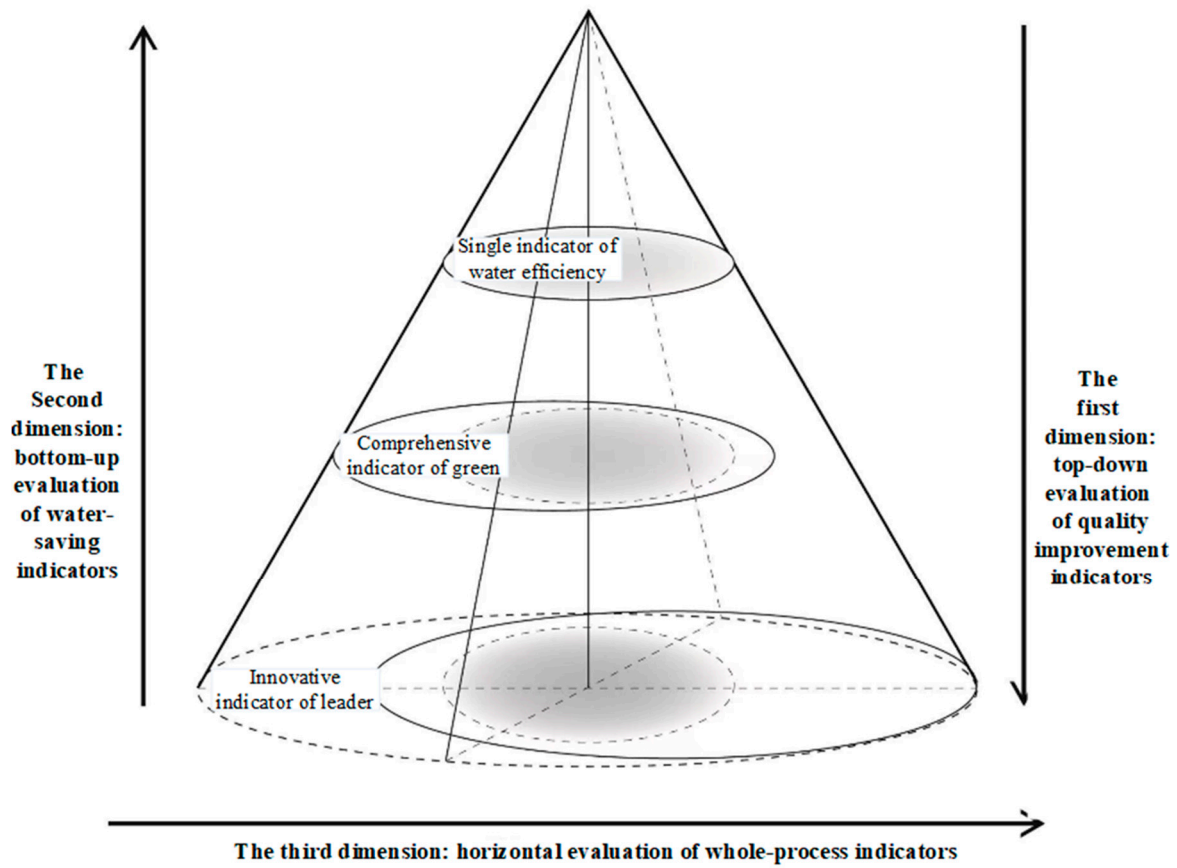 Single indicator of
water efficiency
Comprehensive
indicator of green
Innovative
indicator of leader
The
Second
dimension:
bottom-up
evaluation
of water-
saving
indicators
The
first
dimension:
top-down
evaluation
of quality
improvement
indicators
The third dimension: horizontal evaluation of whole-process indicators